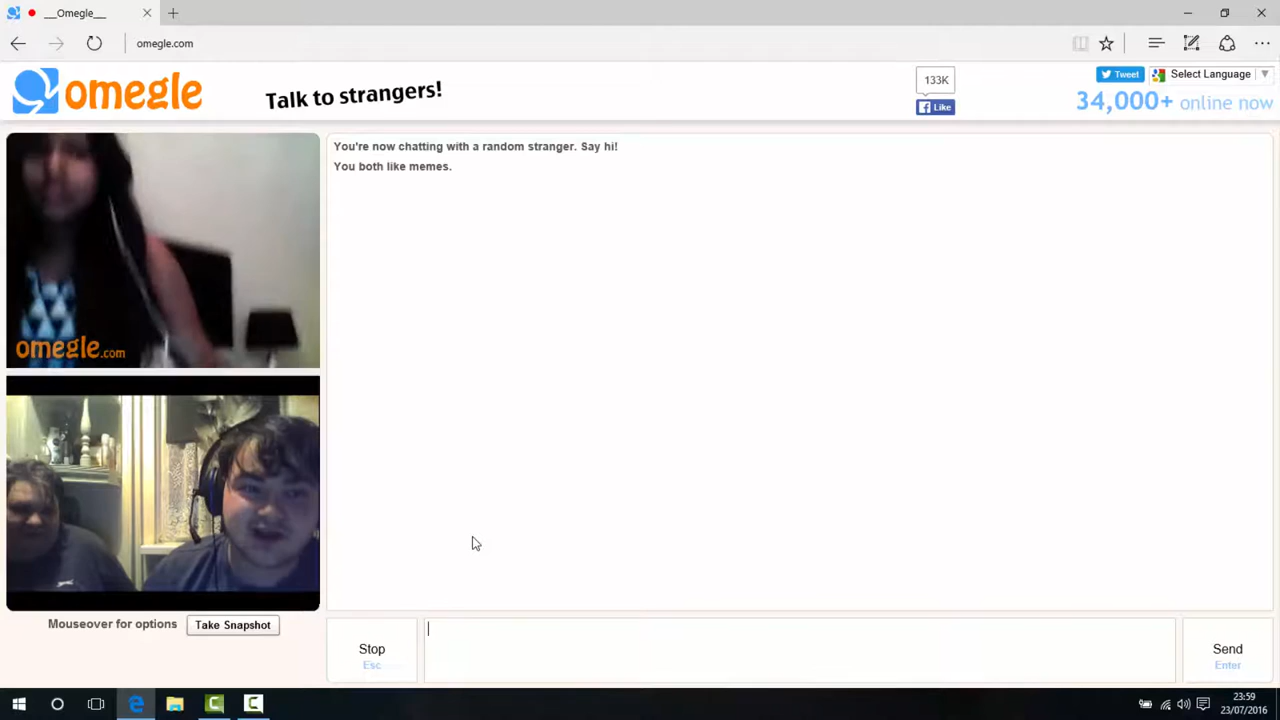 __Omegle__
omegle.com
omegle
Talk to strangers!
133K
Like
Tweet
Select Language
34,000+ online now
You're now chatting with a random stranger. Say hi!
You both like memes.
omegle.com
Mouseover for options
Take Snapshot
Stop
Esc
Send
Enter
23:59
23/07/2016